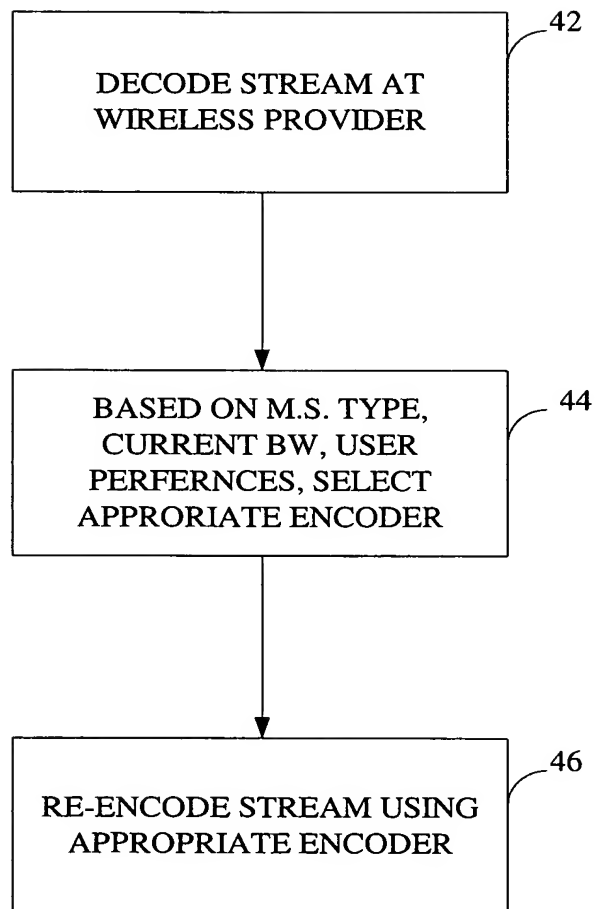 42
DECODE STREAM AT
WIRELESS PROVIDER
44
BASED ON M.S. TYPE,
CURRENT BW, USER
PERFERNCES, SELECT
APPRORIATE ENCODER
46
RE-ENCODE STREAM USING
APPROPRIATE ENCODER